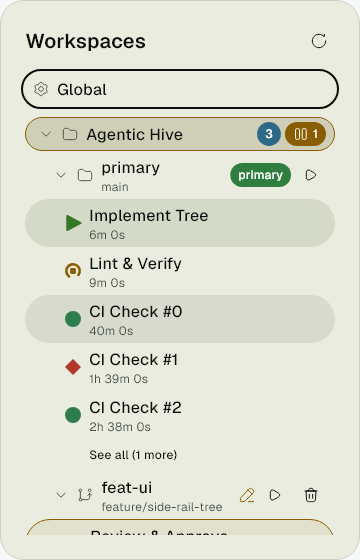 Workspaces
Global
Agentic Hive 3 1
primary primary
main
Implement Tree
6m 0s
Lint & Verify
9m 0s
CI Check #0
40m 0s
CI Check #1
1h 39m 0s
CI Check #2
2h 38m 0s
See all (1 more)
feat-ui
feature/side-rail-tree
Review & Approve